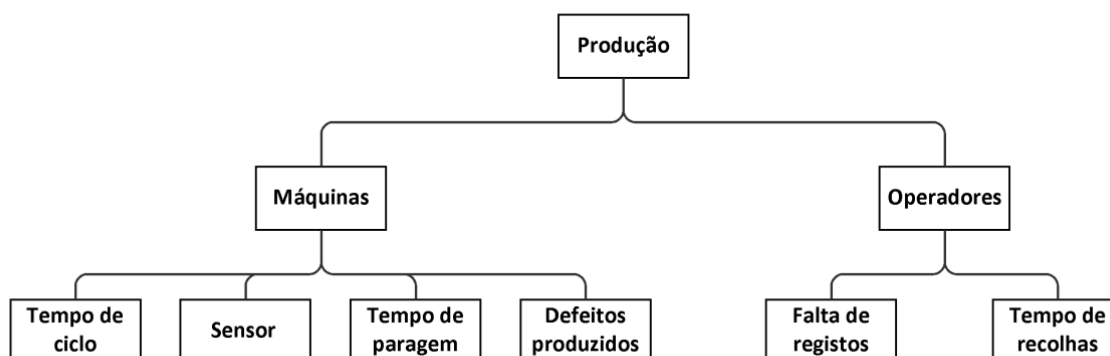 Produção
Máquinas
Operadores
Tempo de
ciclo
Sensor
Tempo de
paragem
Defeitos
produzidos
Falta de
registos
Tempo de
recolhas